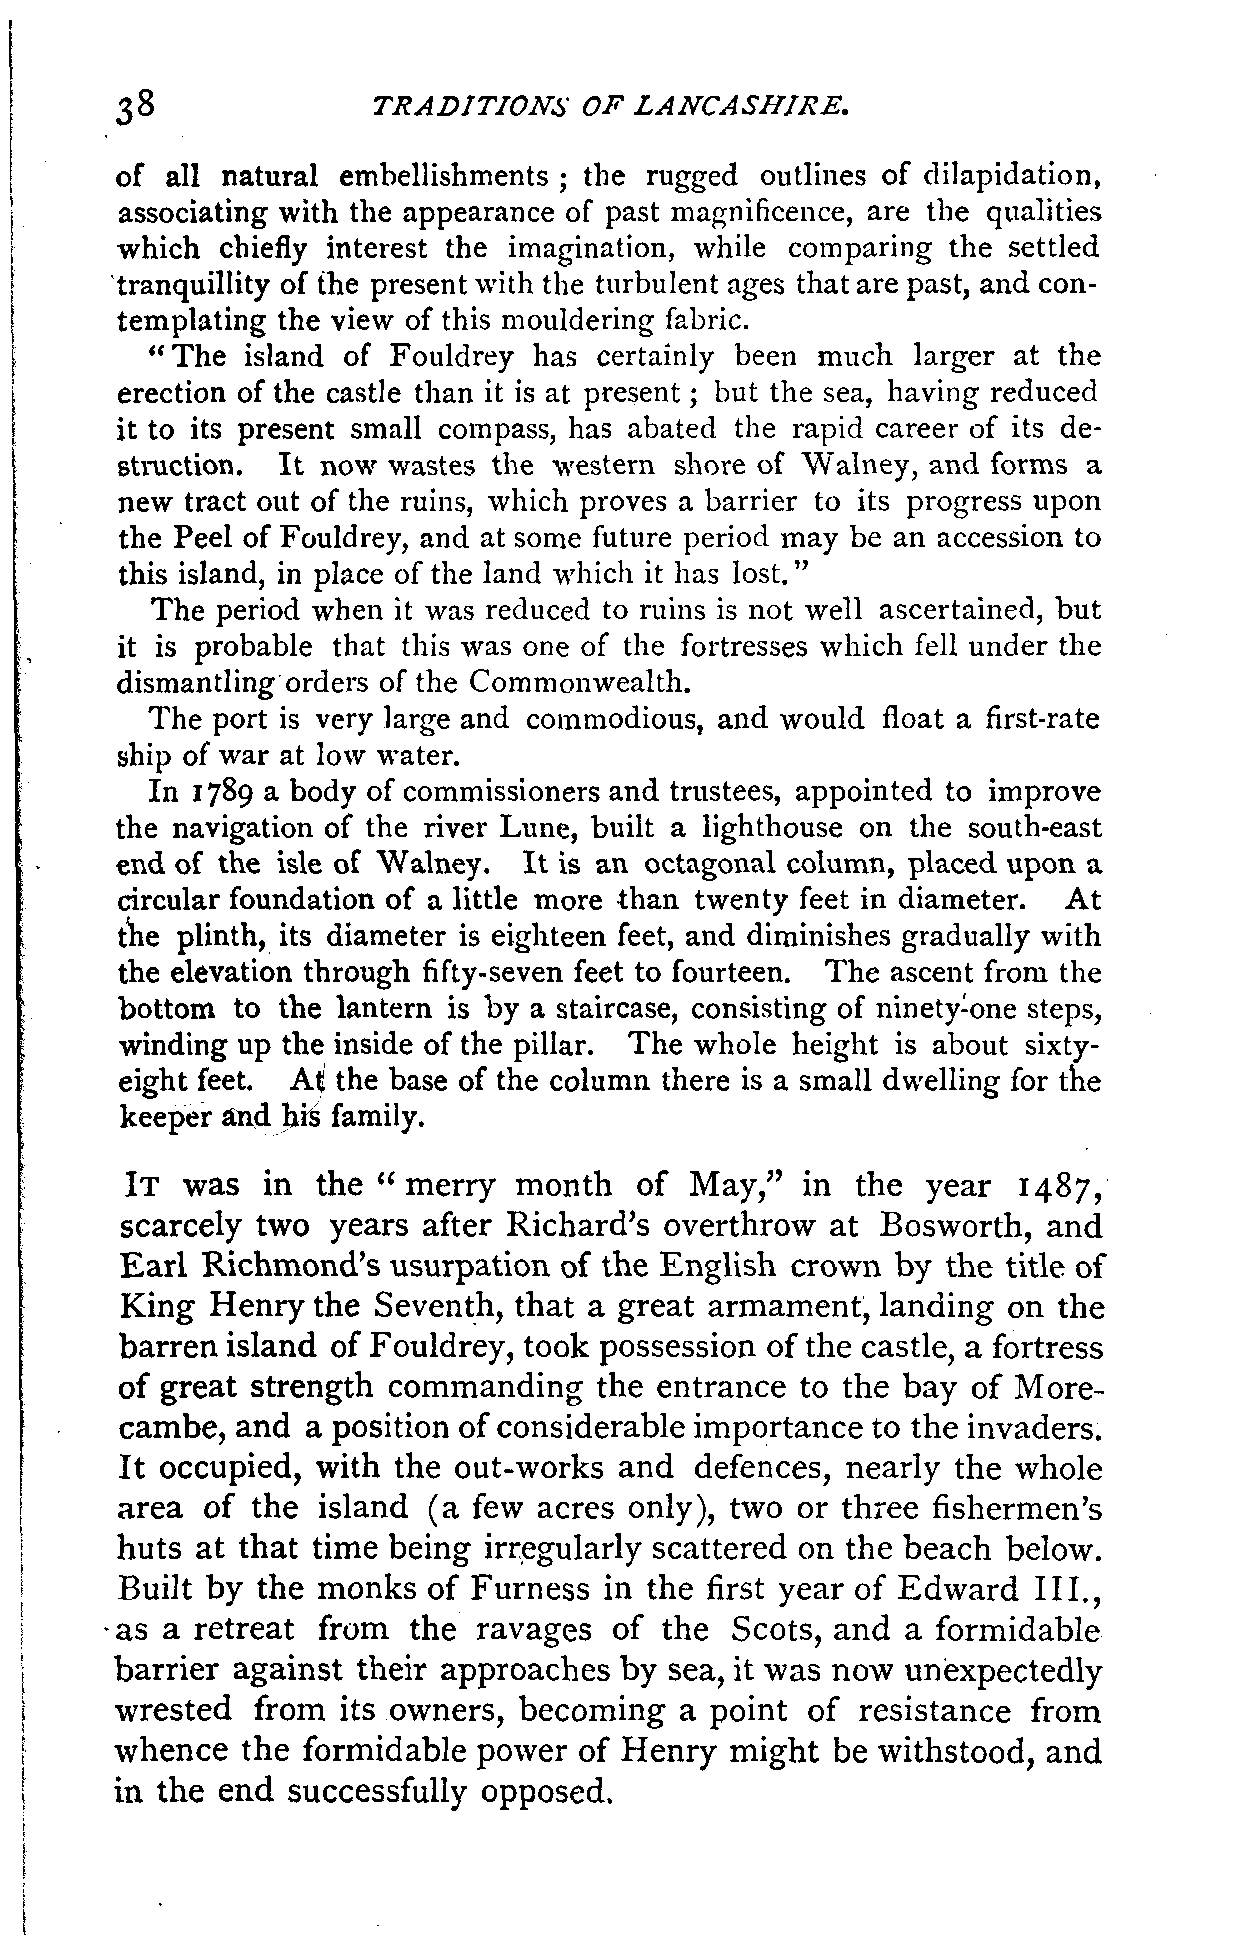 38 TRADITIONS OF LANCASHIRE.
of all natural embellishments ; the rugged outlines of dilapidation,
associating with the appearance of past magnificence, are the qualities
which chiefly interest the imagination, while comparing the settled
tranquillity of the present with the turbulent ages that are past, and con-
templating the view of this mouldering fabric.
“The island of Fouldrey has certainly been much larger at the
erection of the castle than it is at present ; but the sea, having reduced
it to its present small compass, has abated the rapid career of its de-
struction. It now wastes the western shore of Walney, and forms a
new tract out of the ruins, which proves a barrier to its progress upon
the Peel of Fouldrey, and at some future period may be an accession to
this island, in place of the land which it has lost.”
The period when it was reduced to ruins is not well ascertained, but
it is probable that this was one of the fortresses which fell under the
dismantling orders of the Commonwealth.
The port is very large and commodious, and would float a first-rate
ship of war at low water.
In 1789 a body of commissioners and trustees, appointed to improve
the navigation of the river Lune, built a lighthouse on the south-east
end of the isle of Walney. It is an octagonal column, placed upon a
circular foundation of a little more than twenty feet in diameter. At
the plinth, its diameter is eighteen feet, and diminishes gradually with
the elevation through fifty-seven feet to fourteen. The ascent from the
bottom to the lantern is by a staircase, consisting of ninety-one steps,
winding up the inside of the pillar. The whole height is about sixty-
eight feet. At the base of the column there is a small dwelling for the
keeper and his family.
IT was in the “ merry month of May,” in the year 1487,
scarcely two years after Richard’s overthrow at Bosworth, and
Earl Richmond’s usurpation of the English crown by the title of
King Henry the Seventh, that a great armament, landing on the
barren island of Fouldrey, took possession of the castle, a fortress
of great strength commanding the entrance to the bay of More-
cambe, and a position of considerable importance to the invaders.
It occupied, with the out-works and defences, nearly the whole
area of the island (a few acres only), two or three fishermen’s
huts at that time being irregularly scattered on the beach below.
Built by the monks of Furness in the first year of Edward III.,
as a retreat from the ravages of the Scots, and a formidable
barrier against their approaches by sea, it was now unexpectedly
wrested from its owners, becoming a point of resistance from
whence the formidable power of Henry might be withstood, and
in the end successfully opposed.